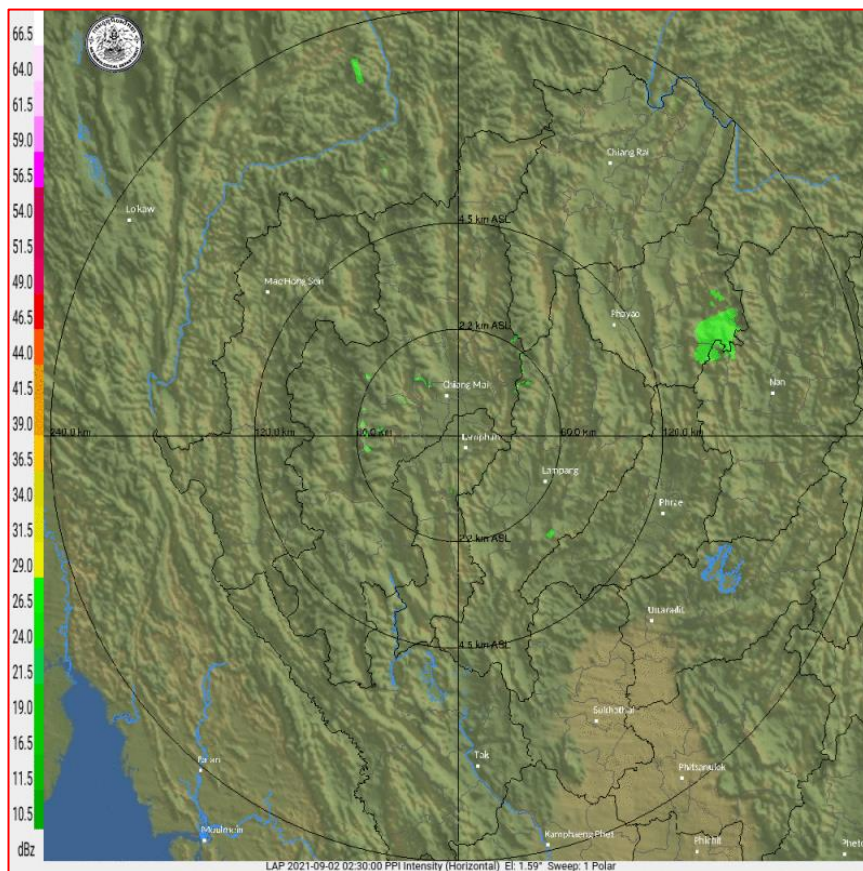 66.5
64.0
61.5
59.0
56.5
54.0
51.5
49.0
46.5
44.0
41.5
39.0
36.5
34.0
31.5
29.0
26.5
24.0
21.5
19.0
16.5
11.5
10.5
dBz
Chiang Rai
Loikaw
4.5 km ASL
Mae Hong Son
Phayao
2.2 km ASL
Chiang Mai
Nan
240.0 km
120.0 km
60.0 km
60.0 km
120.0 km
Lamphun
Lampang
Phrae
2.2 km ASL
Uttaradit
4.5 km ASL
Sukhothai
Tak
Pa-an
Phitsanulok
Moulmein
Kamphaeng Phet
Phichit
LAP 2021-09-02 02:30:00 PPI Intensity (Horizontal) El: 1.59° Sweep: 1 Polar